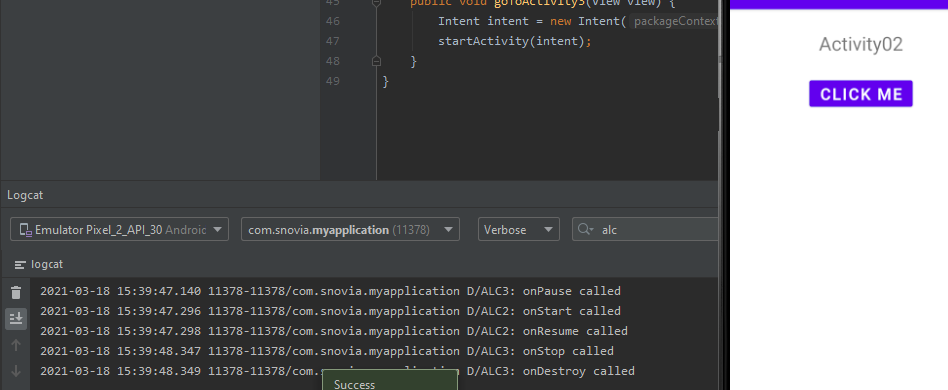 45 public void goToActivity3(View view) {
46 Intent intent = new Intent( packageContext
47 startActivity(intent);
48 }
49 }
Activity02
CLICK ME
Logcat
Emulator Pixel_2_API_30 Android
com.snovia.myapplication (11378)
Verbose
alc
logcat
2021-03-18 15:39:47.140 11378-11378/com.snovia.myapplication D/ALC3: onPause called
2021-03-18 15:39:47.296 11378-11378/com.snovia.myapplication D/ALC2: onStart called
2021-03-18 15:39:47.298 11378-11378/com.snovia.myapplication D/ALC2: onResume called
2021-03-18 15:39:48.347 11378-11378/com.snovia.myapplication D/ALC3: onStop called
2021-03-18 15:39:48.349 11378-11378/com.snovia.myapplication D/ALC3: onDestroy called
Success